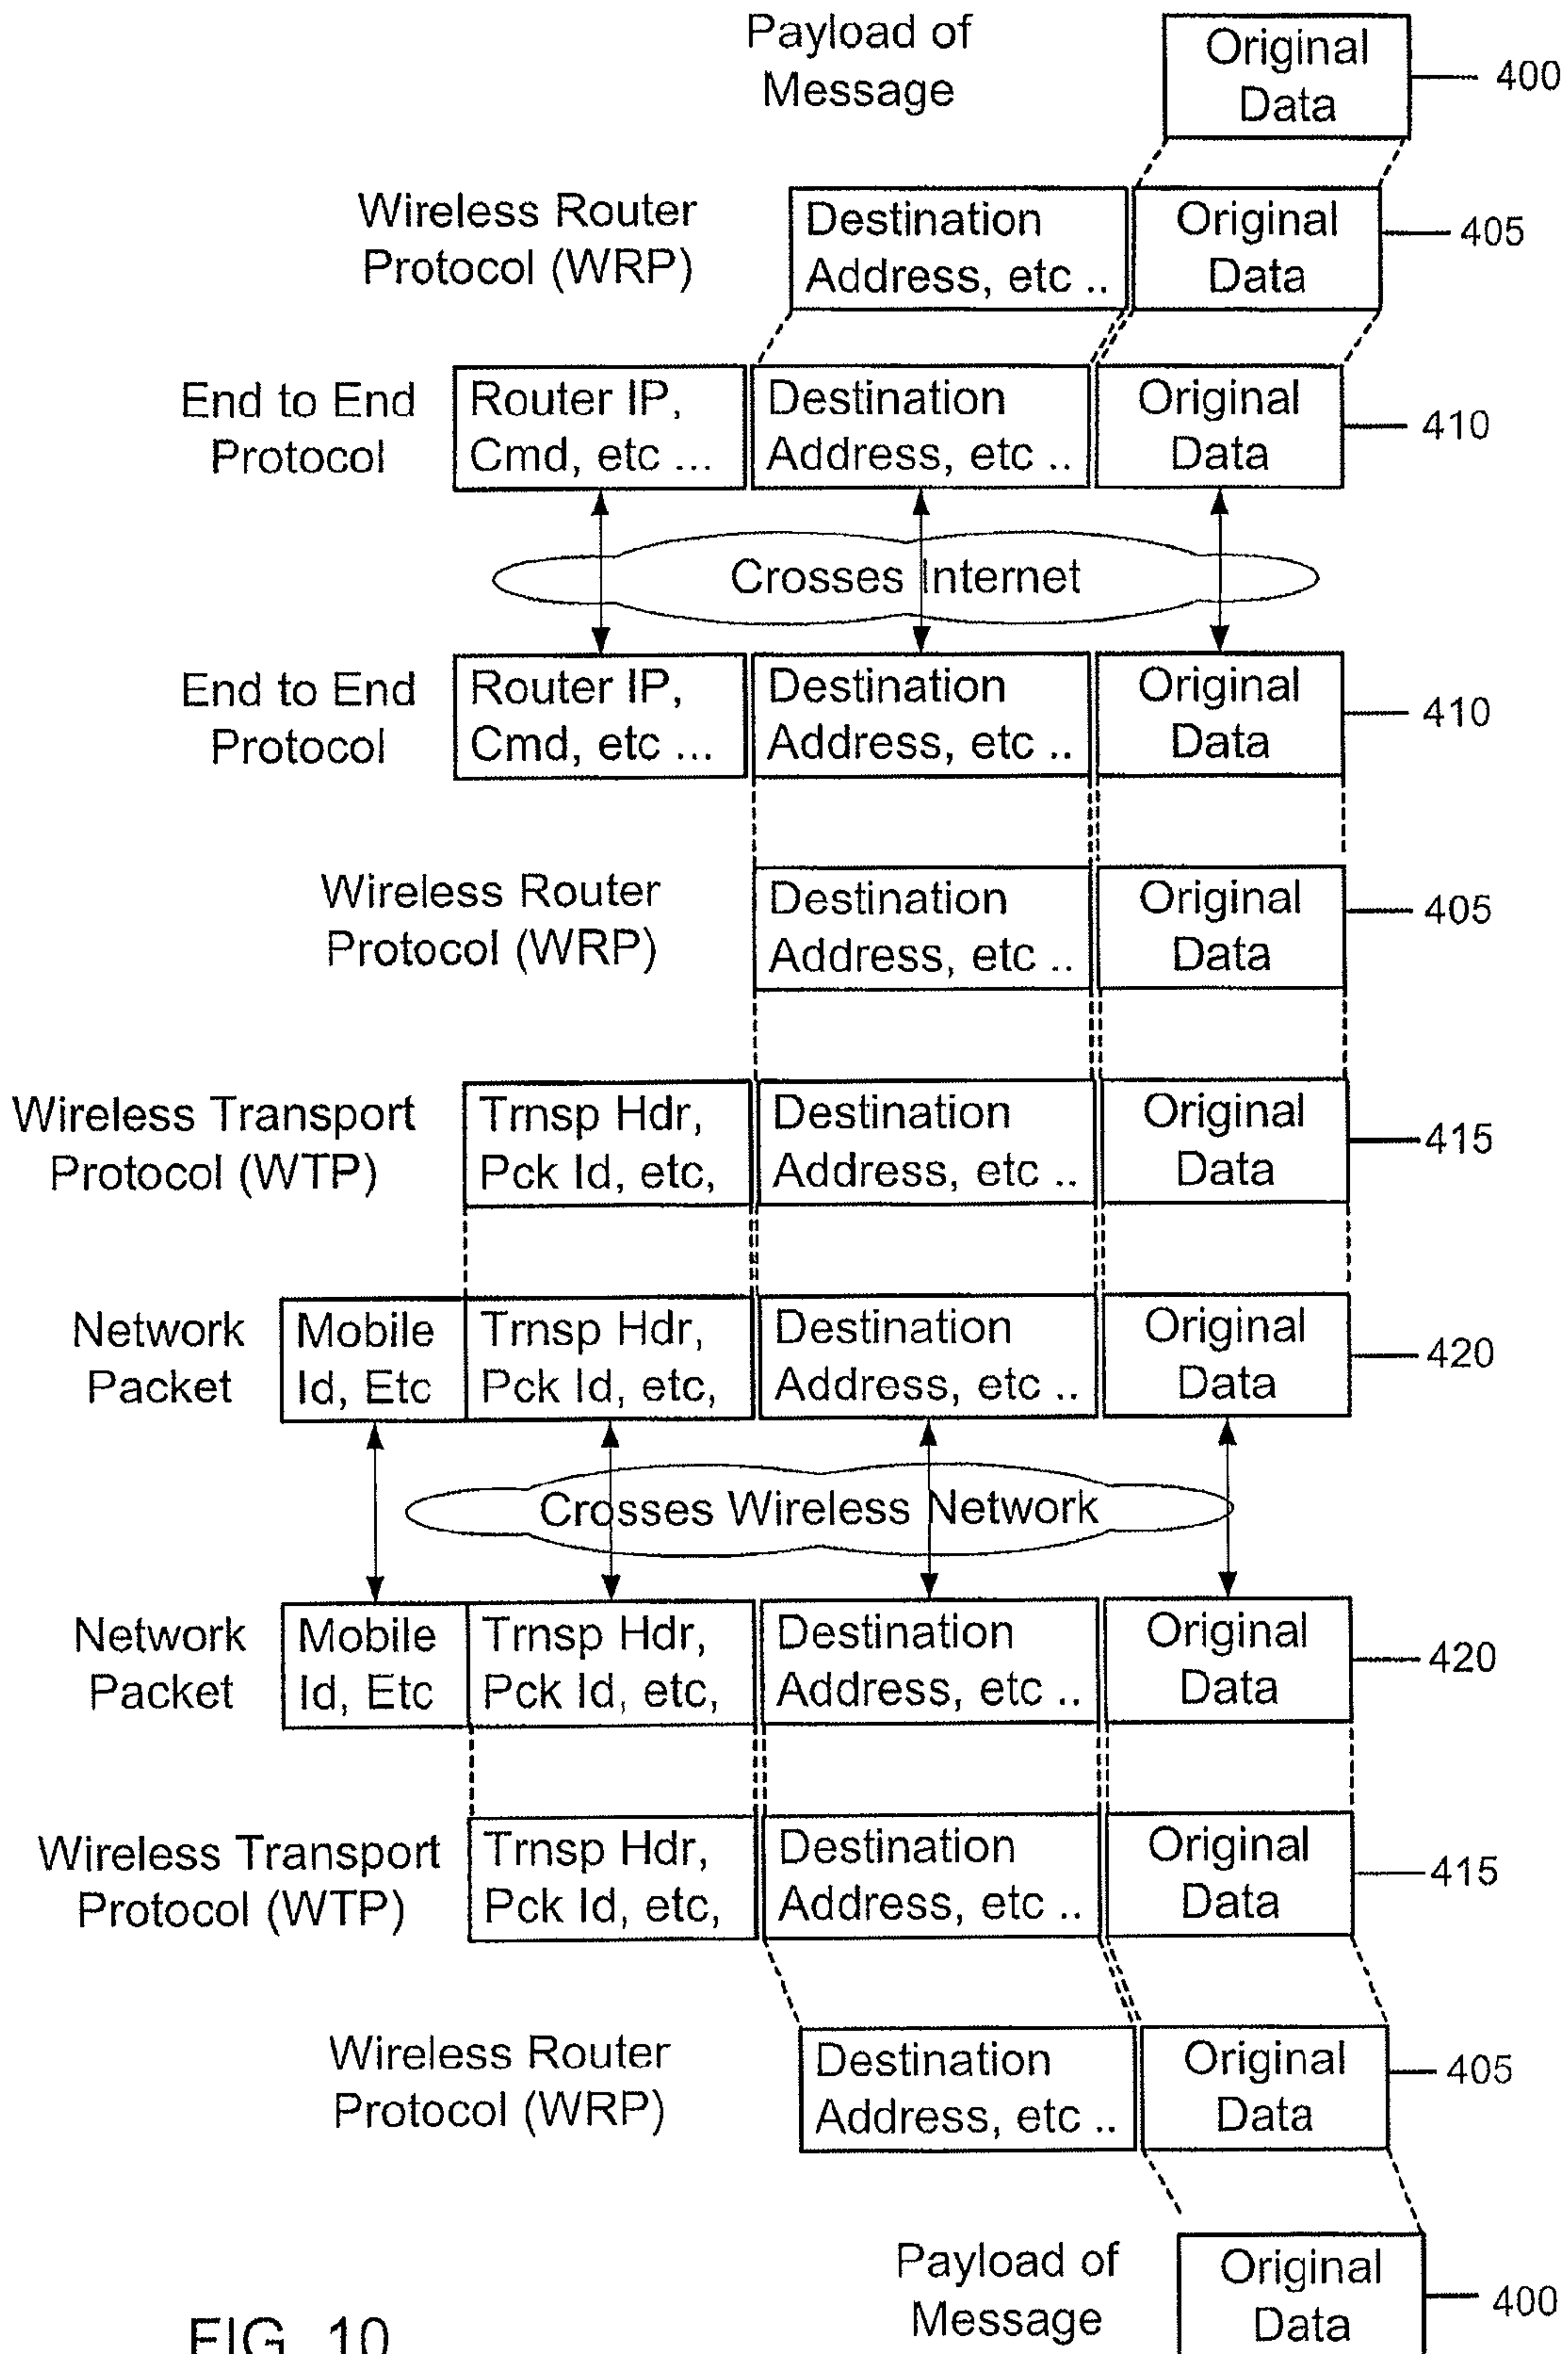 Payload of
Message
Original
Data
400
Wireless Router
Protocol (WRP)
Destination
Address, etc ..
Original
Data
405
End to End
Protocol
Router IP,
Cmd, etc ...
Destination
Address, etc ..
Original
Data
410
Crosses Internet
End to End
Protocol
Router IP,
Cmd, etc ...
Destination
Address, etc ..
Original
Data
410
Wireless Router
Protocol (WRP)
Destination
Address, etc ..
Original
Data
405
Wireless Transport
Protocol (WTP)
Trnsp Hdr,
Pck Id, etc,
Destination
Address, etc ..
Original
Data
415
Network
Packet
Mobile
Id, Etc
Trnsp Hdr,
Pck Id, etc,
Destination
Address, etc ..
Original
Data
420
Crosses Wireless Network
Network
Packet
Mobile
Id, Etc
Trnsp Hdr,
Pck Id, etc,
Destination
Address, etc ..
Original
Data
420
Wireless Transport
Protocol (WTP)
Trnsp Hdr,
Pck Id, etc,
Destination
Address, etc ..
Original
Data
415
Wireless Router
Protocol (WRP)
Destination
Address, etc ..
Original
Data
405
Payload of
Message
Original
Data
400
FIG. 10